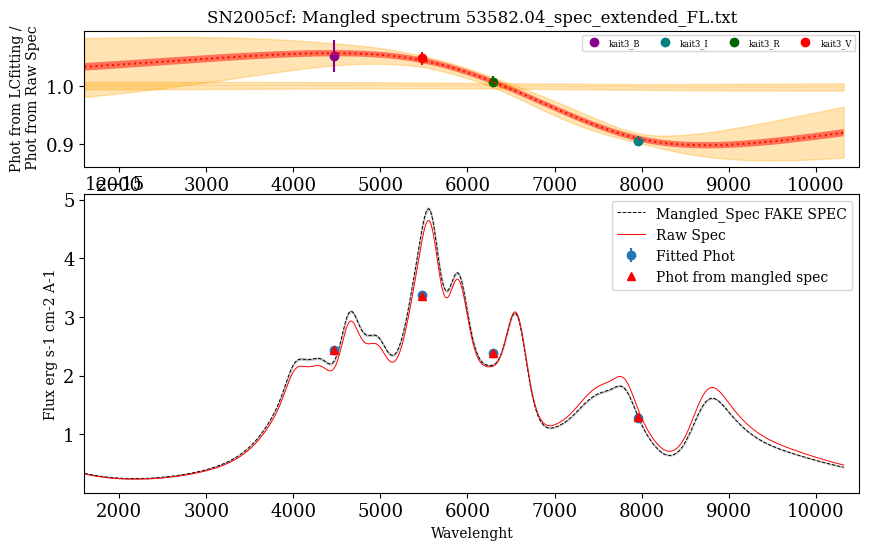 SN2005cf: Mangled spectrum 53582.04_spec_extended_FL.txt
Phot from LCfitting /
Phot from Raw Spec
1.0
0.9
kait3_B
kait3_I
kait3_R
kait3_V
2000 3000 4000 5000 6000 7000 8000 9000 10000
1e−15
Flux erg s-1 cm-2 A-1
5
4
3
2
1
Mangled_Spec FAKE SPEC
Raw Spec
Fitted Phot
Phot from mangled spec
2000 3000 4000 5000 6000 7000 8000 9000 10000
Wavelenght